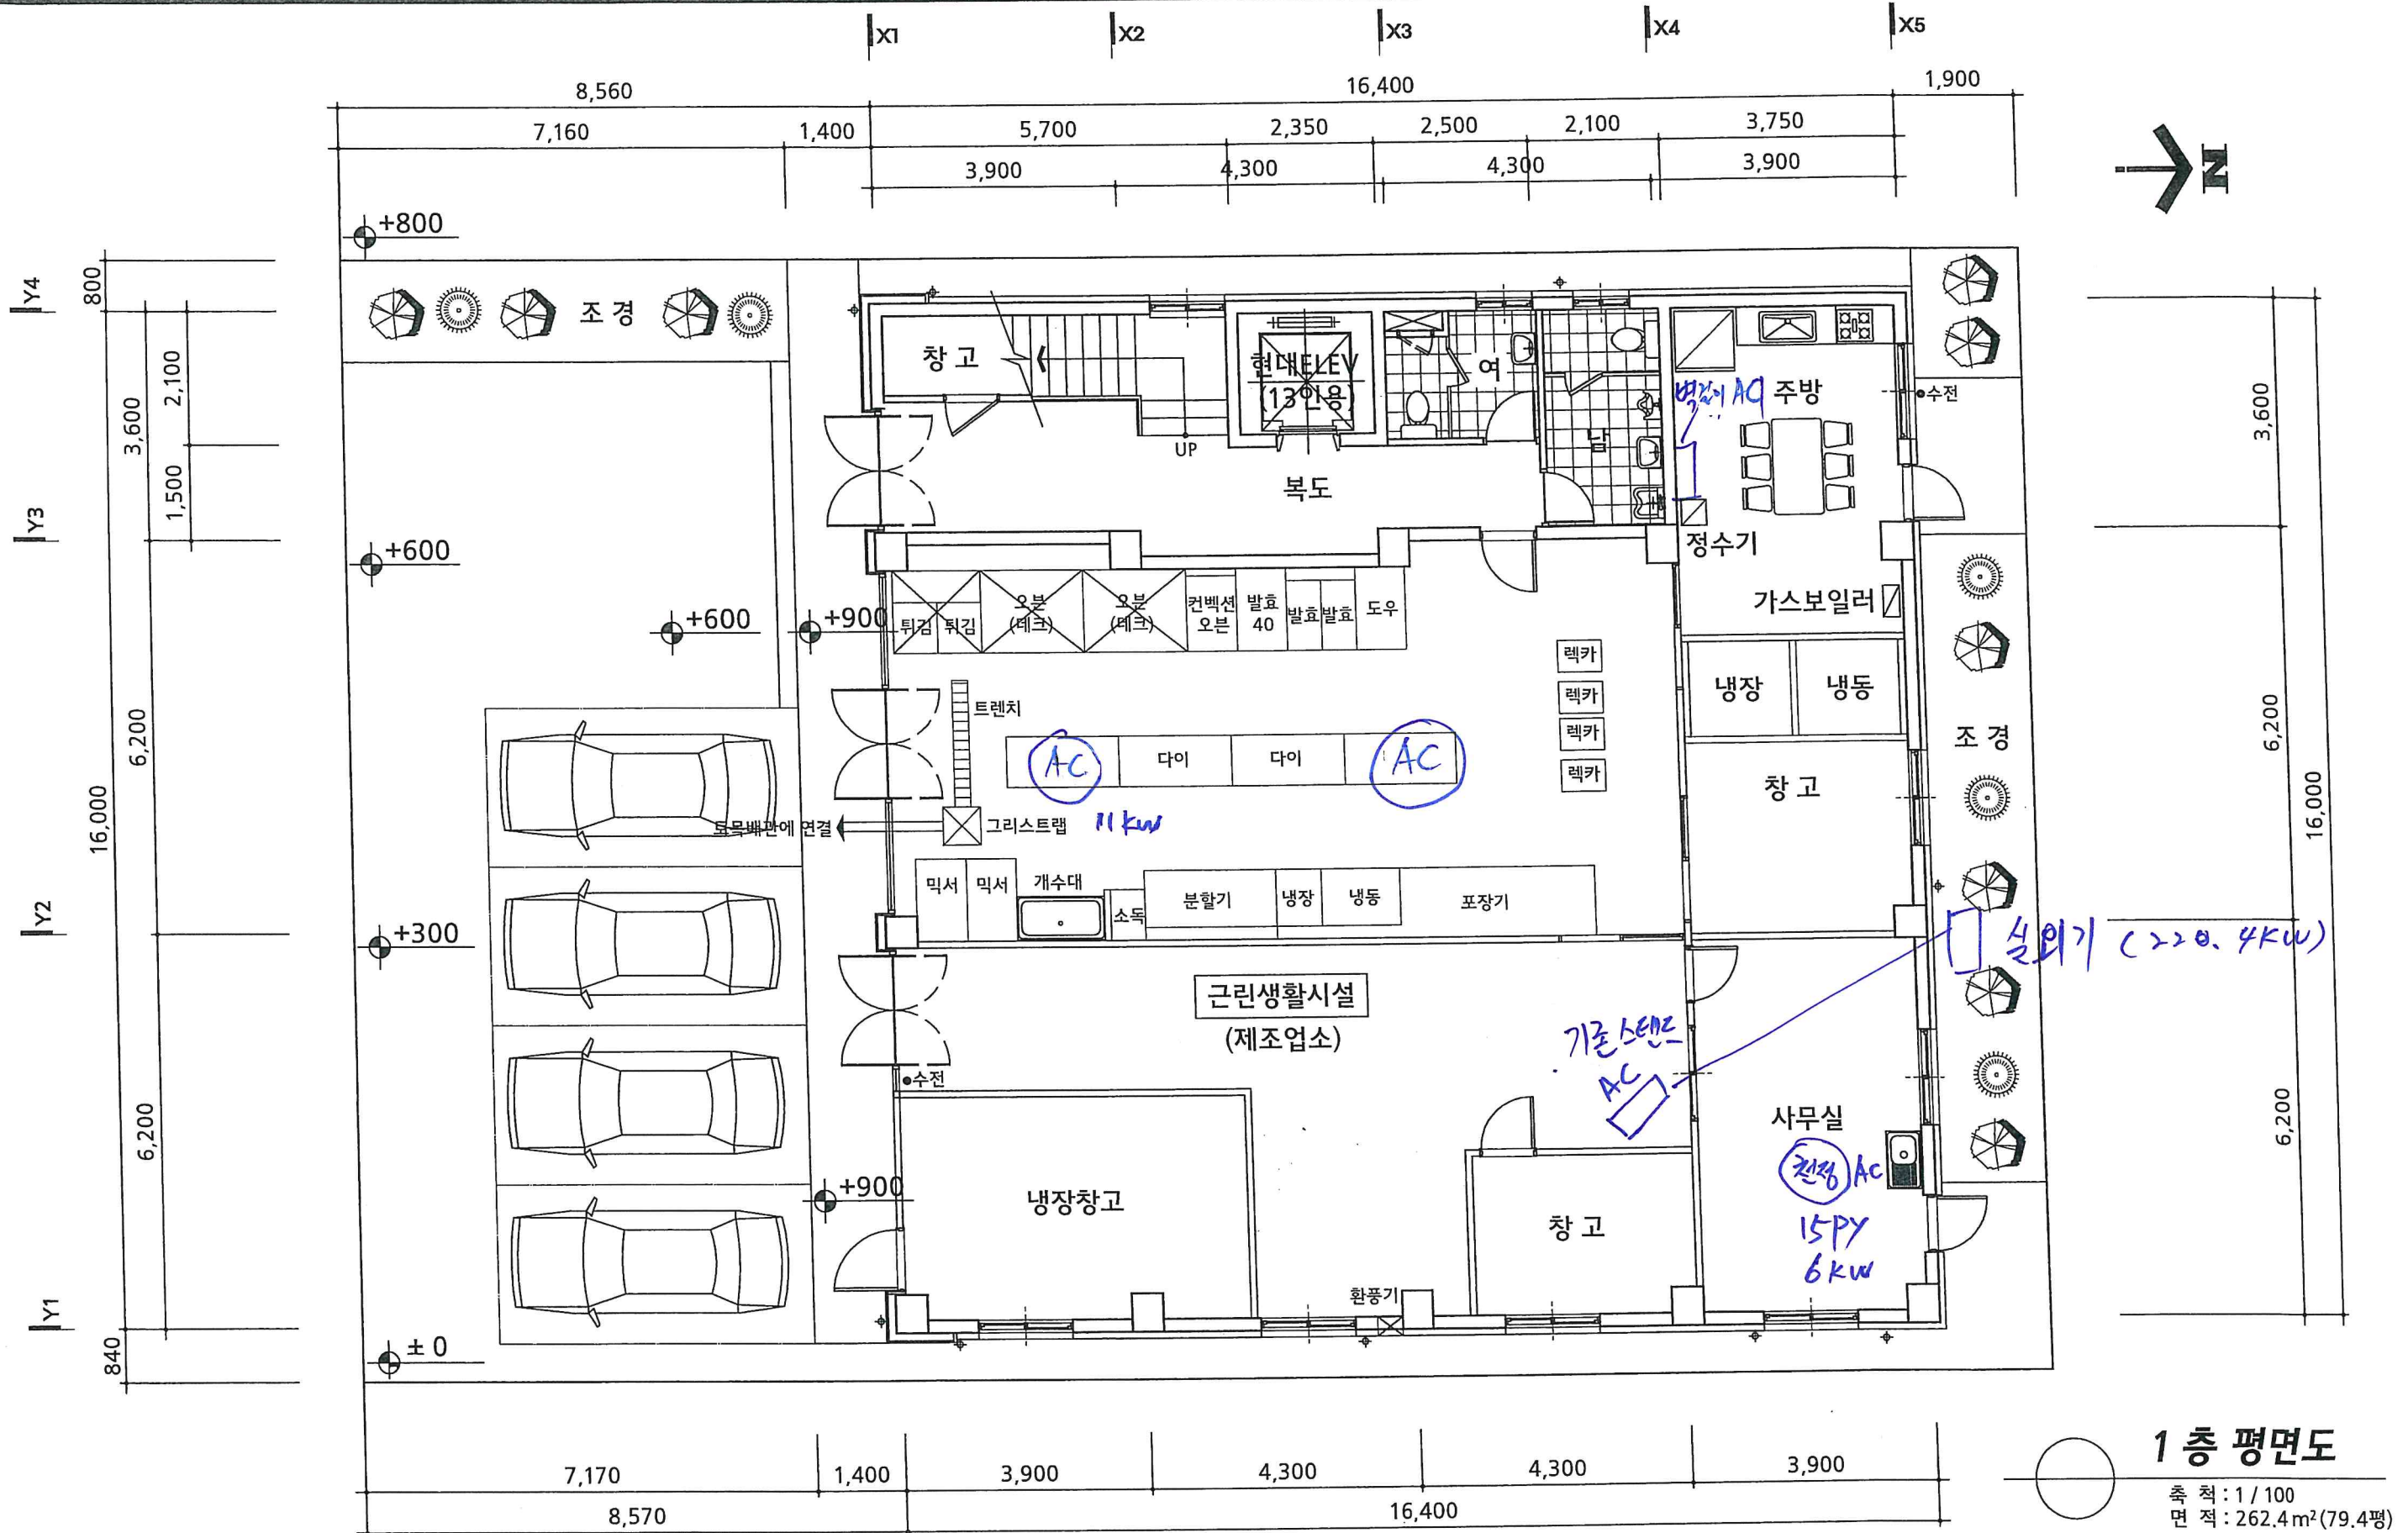 X1 X2 X3 X4 X5
8,560 16,400 1,900
7,160 1,400 5,700 2,350 2,500 2,100 3,750
3,900 4,300 4,300 3,900
N
+800
Y4
800
조 경
창 고
현대ELEV
(13인용)
여
벽걸이 AC
주방
수전
2,100
3,600
3,600
1,500
UP
남
복도
Y3
정수기
+600
가스보일러
+600
+900
튀김 튀김
오븐
(데크)
오븐
(데크)
컨벡션
오븐
발효
40
발효 발효
도우
렉카
렉카
렉카
렉카
냉장 냉동
트렌치
조 경
6,200
6,200
AC 다이 다이 AC
창 고
16,000
16,000
오목배관에 연결
그리스트랩
11kw
믹서 믹서 개수대 소독 분할기 냉장 냉동 포장기
Y2
+300
실외기 (220. 4KW)
근린생활시설
(제조업소)
기존 스탠드
AC
수전
6,200
6,200
사무실
천정 AC
15PY
6KW
+900
냉장창고
창 고
환풍기
Y1
840
± 0
7,170 1,400 3,900 4,300 4,300 3,900
8,570 16,400
1 층 평면도
축 척 : 1 / 100
면 적 : 262.4㎡(79.4평)